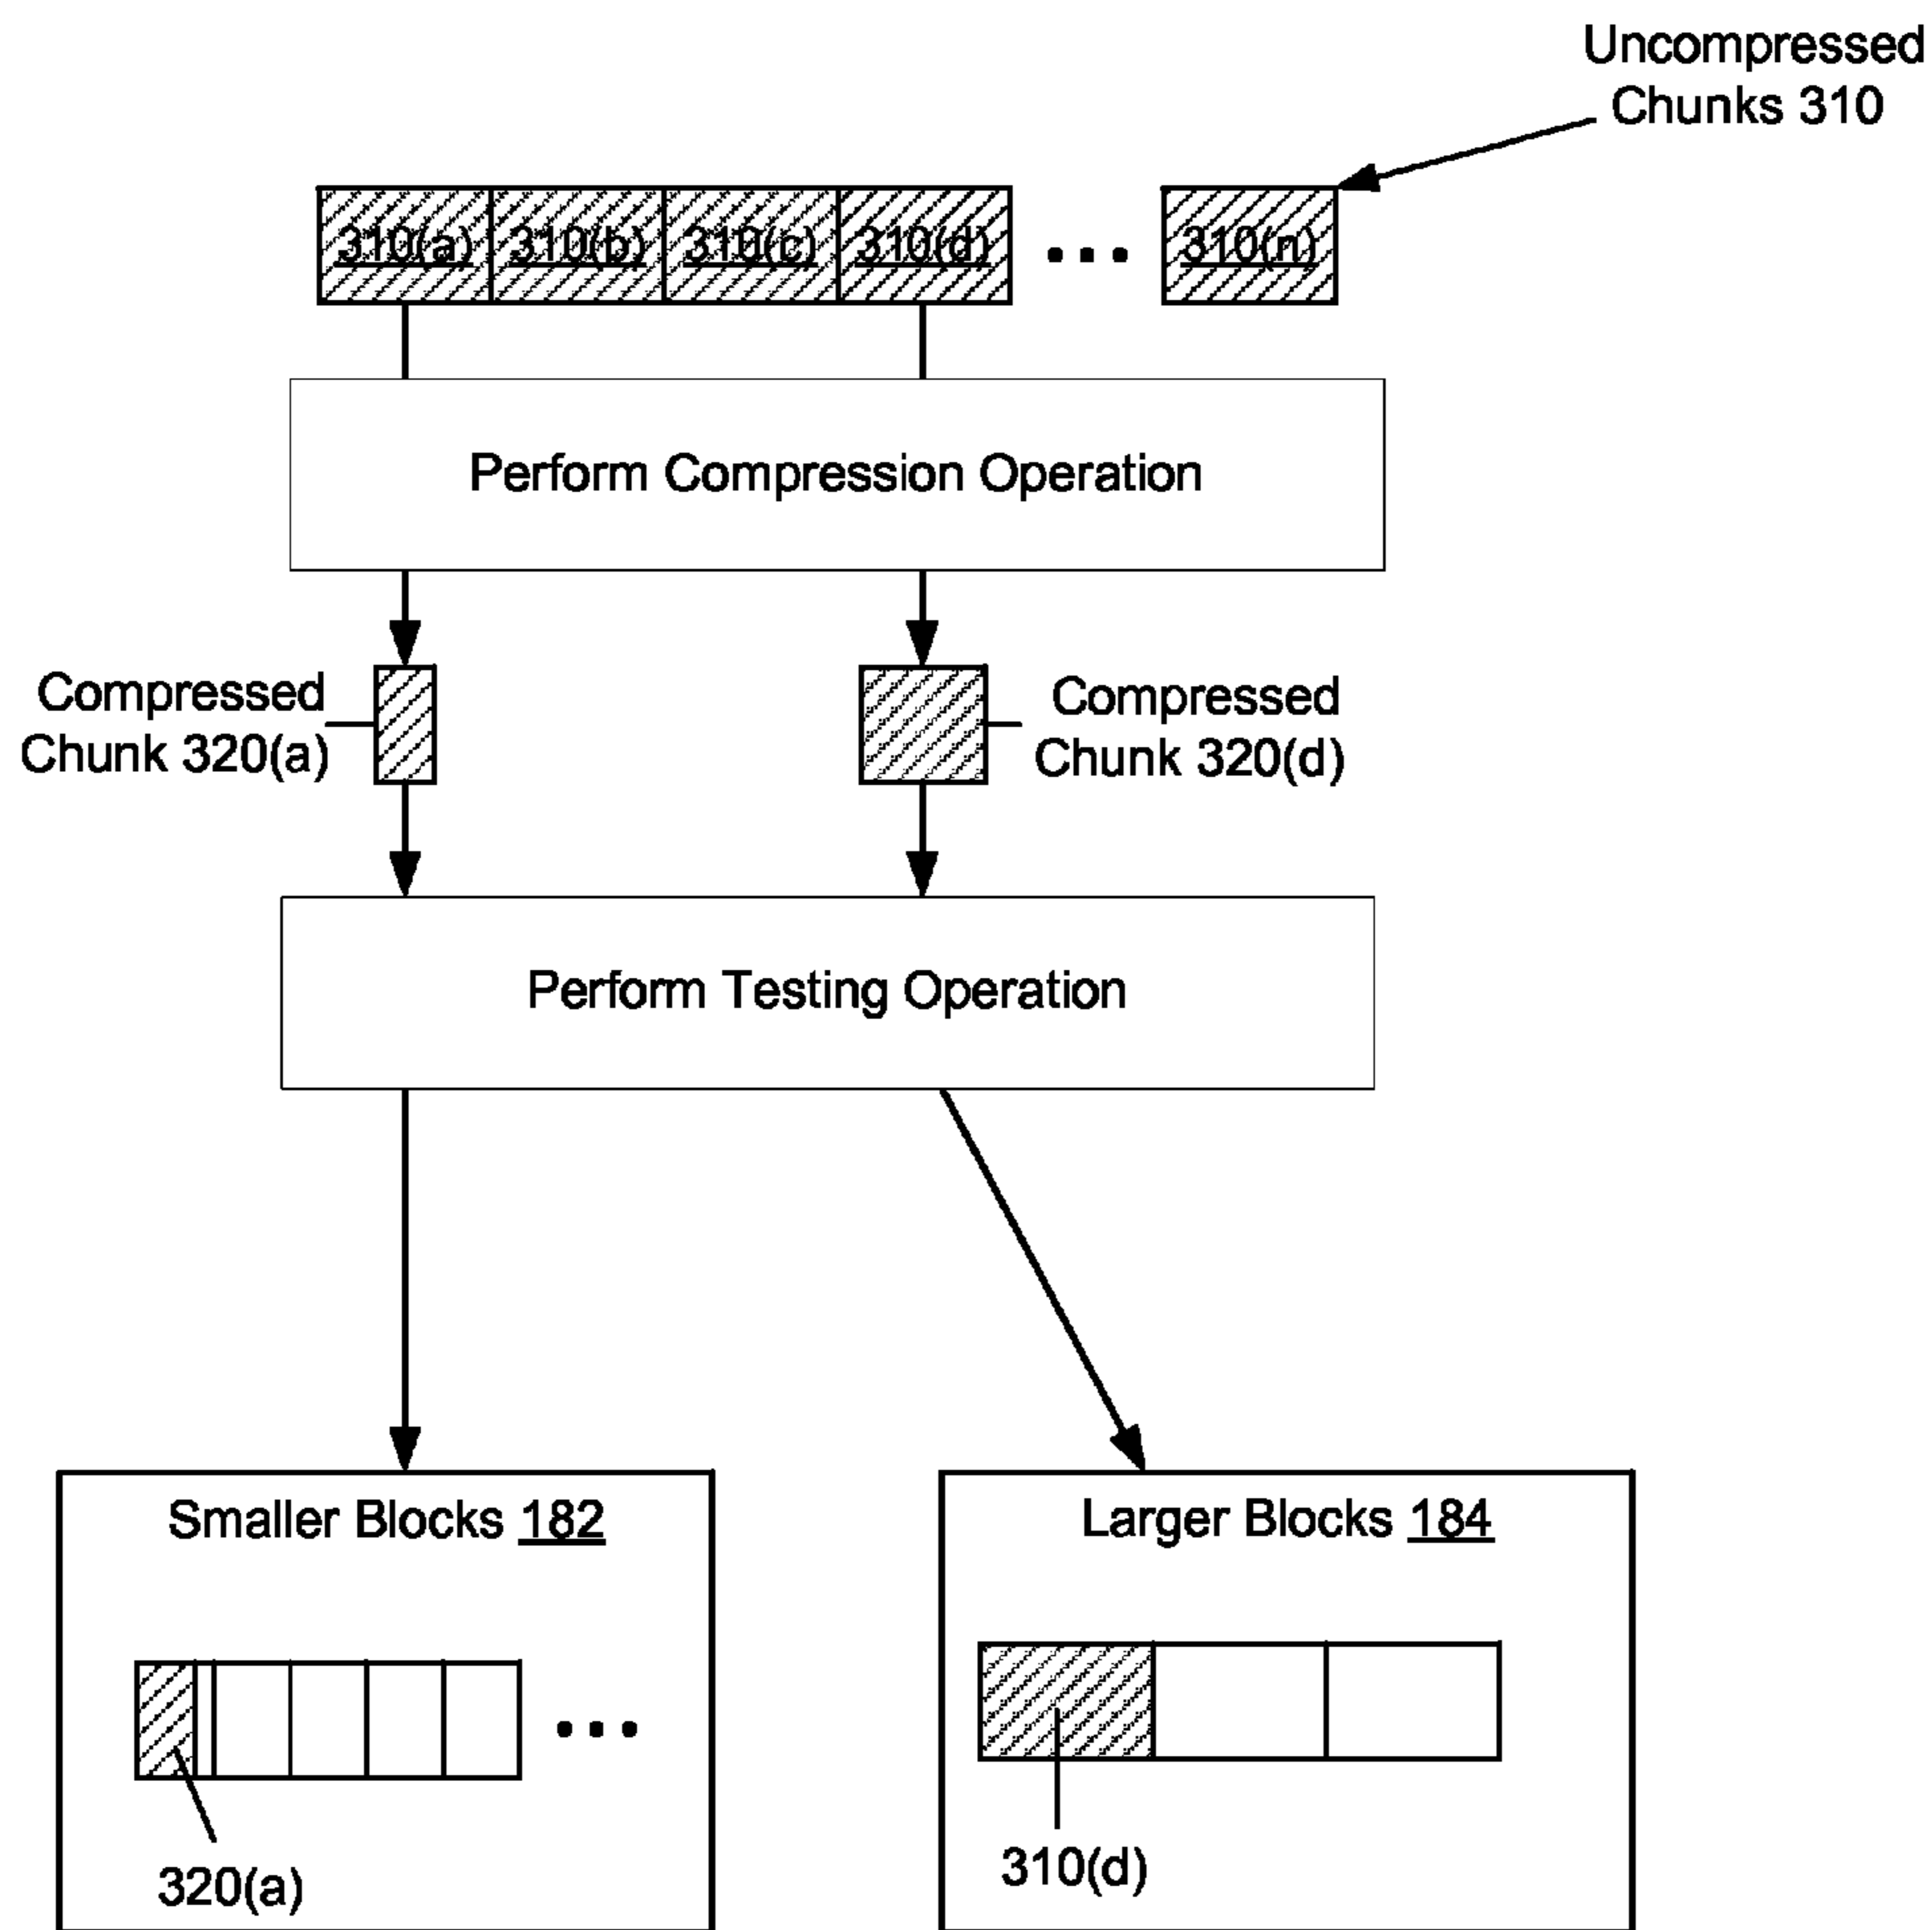 Uncompressed
Chunks 310
310(a) 310(b) 310(c) 310(d) ... 310(n)
Perform Compression Operation
Compressed
Chunk 320(a)
Compressed
Chunk 320(d)
Perform Testing Operation
Smaller Blocks 182
...
320(a)
Larger Blocks 184
310(d)